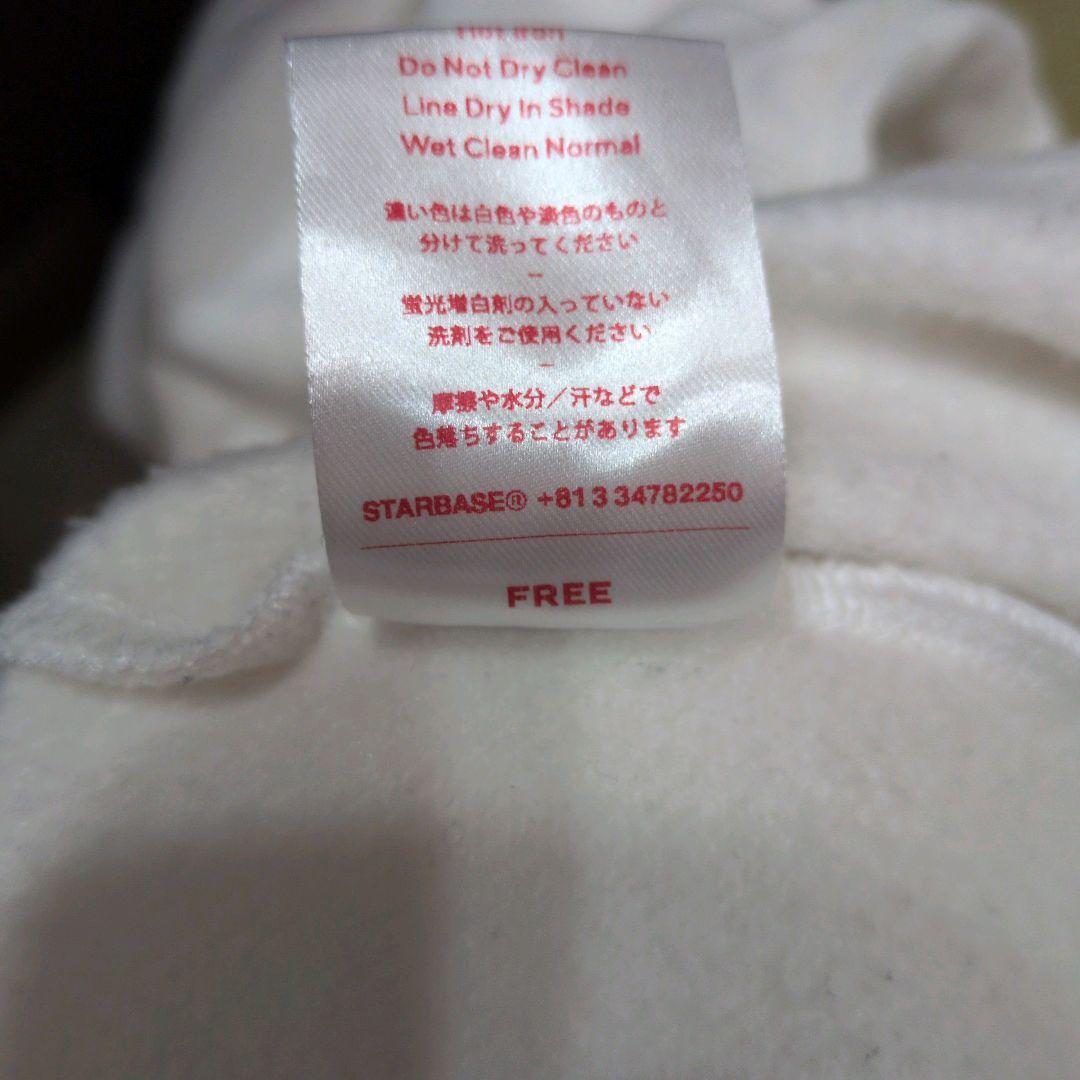 Hot Iron
Do Not Dry Clean
Line Dry In Shade
Wet Clean Normal
濃い色は白色や淡色のものと
分けて洗ってください
–
蛍光増白剤の入っていない
洗剤をご使用ください
–
摩擦や水分／汗などで
色落ちすることがあります
STARBASE® +81 3 34782250
FREE